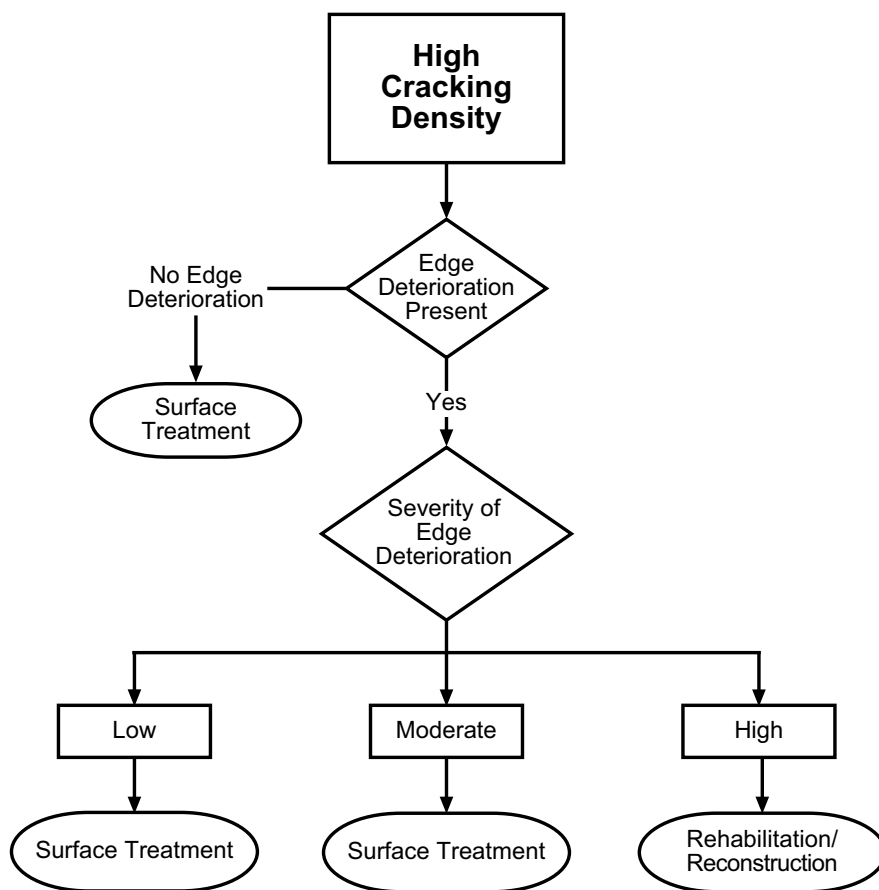 High
Cracking
Density
Edge
Deterioration
Present
No Edge
Deterioration
Surface
Treatment
Yes
Severity of
Edge
Deterioration
Low
Moderate
High
Surface Treatment
Surface Treatment
Rehabilitation/
Reconstruction